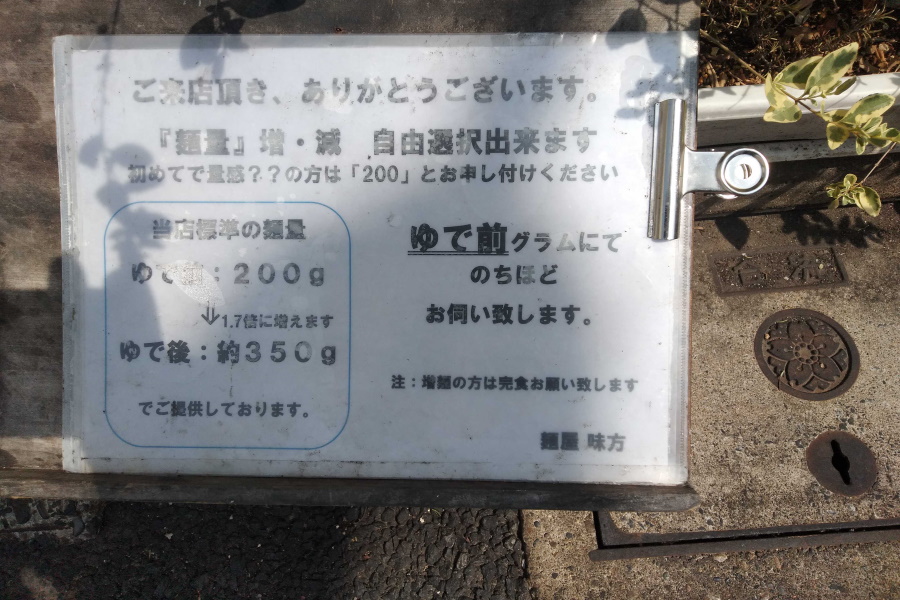 ご来店頂き、ありがとうございます。
『麺量』増・減　自由選択出来ます
初めてで量感？？の方は「200」とお申し付けください
当店標準の麺量
ゆで前：２００ｇ
↓1.7倍に増えます
ゆで後：約３５０ｇ
でご提供しております。
ゆで前グラムにて
のちほど
お伺い致します。
注：増麺の方は完食お願い致します
麺屋 味方